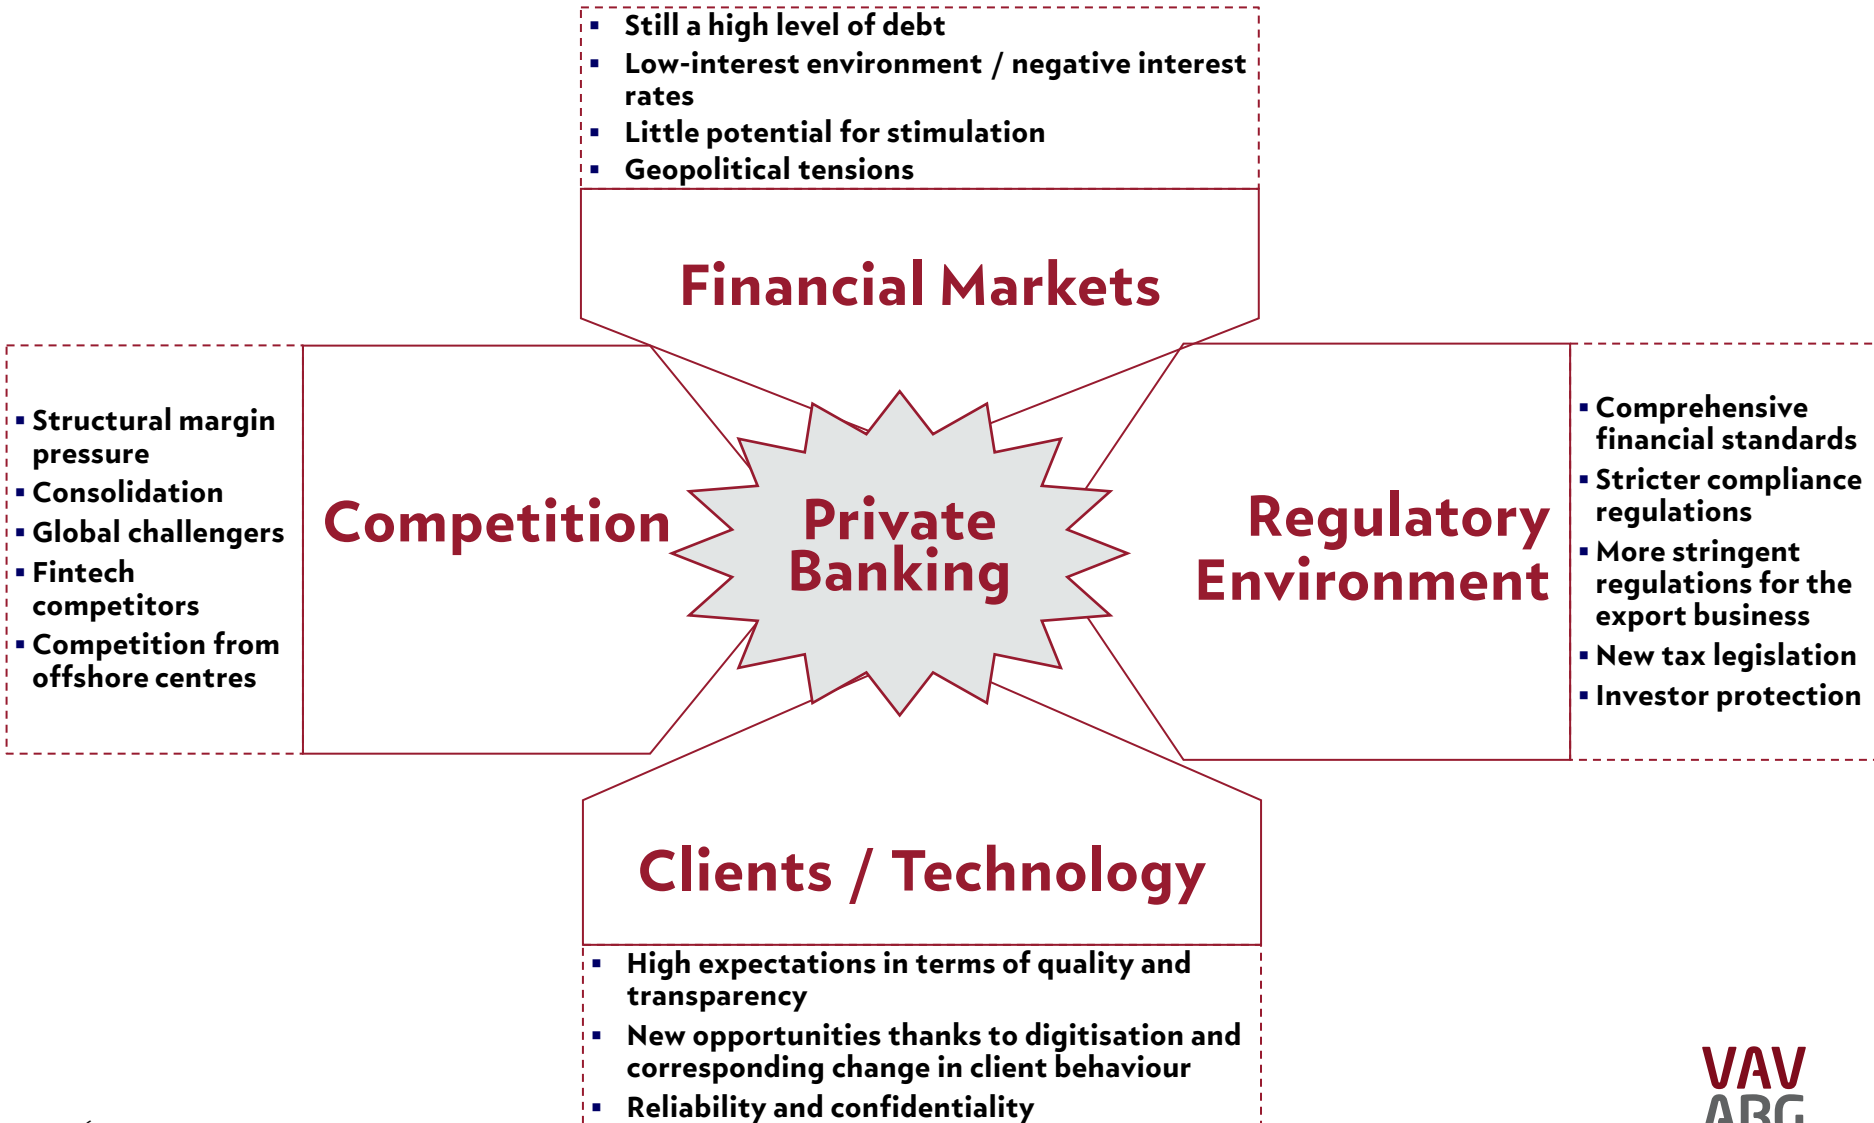 ▪ Still a high level of debt
▪ Low-interest environment / negative interest
rates
▪ Little potential for stimulation
▪ Geopolitical tensions
Financial Markets
▪ Structural margin
pressure
▪ Consolidation
▪ Global challengers
▪ Fintech
competitors
▪ Competition from
offshore centres
Competition
Private
Banking
Regulatory
Environment
▪ Comprehensive
financial standards
▪ Stricter compliance
regulations
▪ More stringent
regulations for the
export business
▪ New tax legislation
▪ Investor protection
Clients / Technology
▪ High expectations in terms of quality and
transparency
▪ New opportunities thanks to digitisation and
corresponding change in client behaviour
▪ Reliability and confidentiality
VAV
ABG